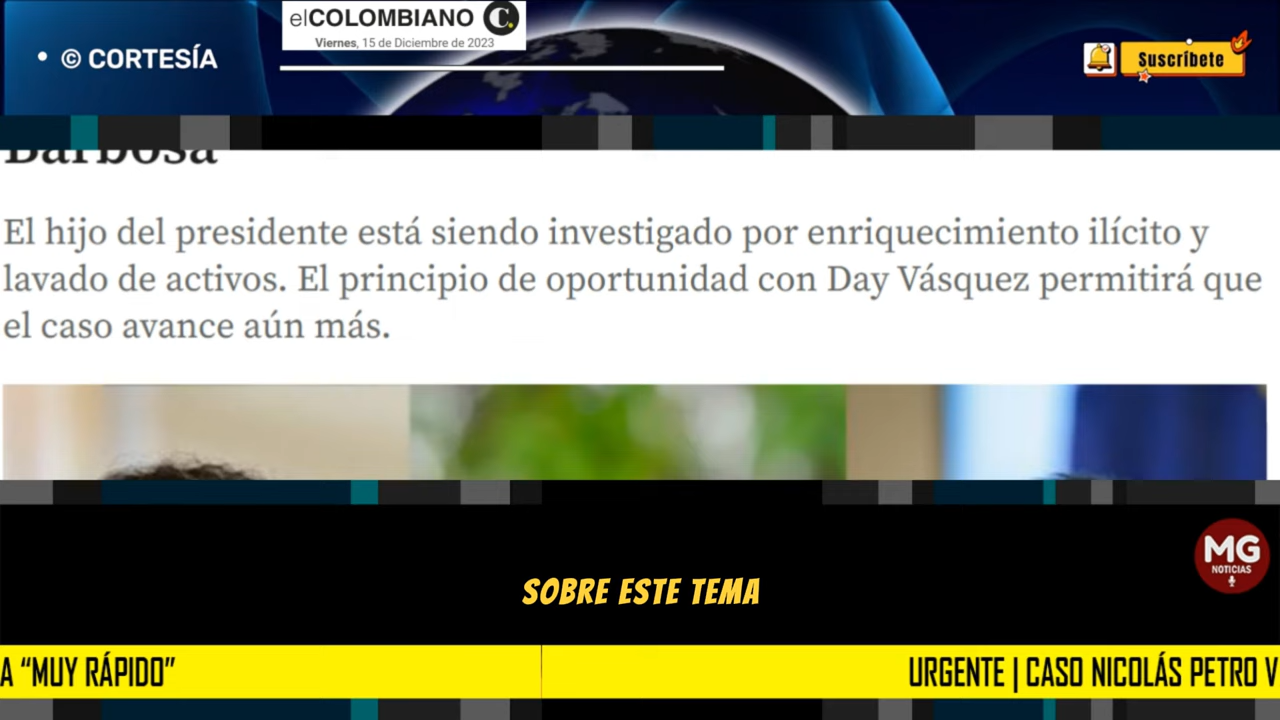 elCOLOMBIANO C.
Viernes, 15 de Diciembre de 2023
• © CORTESÍA
Suscríbete
Barbosa
El hijo del presidente está siendo investigado por enriquecimiento ilícito y
lavado de activos. El principio de oportunidad con Day Vásquez permitirá que
el caso avance aún más.
MG
NOTICIAS
SOBRE ESTE TEMA
A “MUY RÁPIDO”
URGENTE | CASO NICOLÁS PETRO V